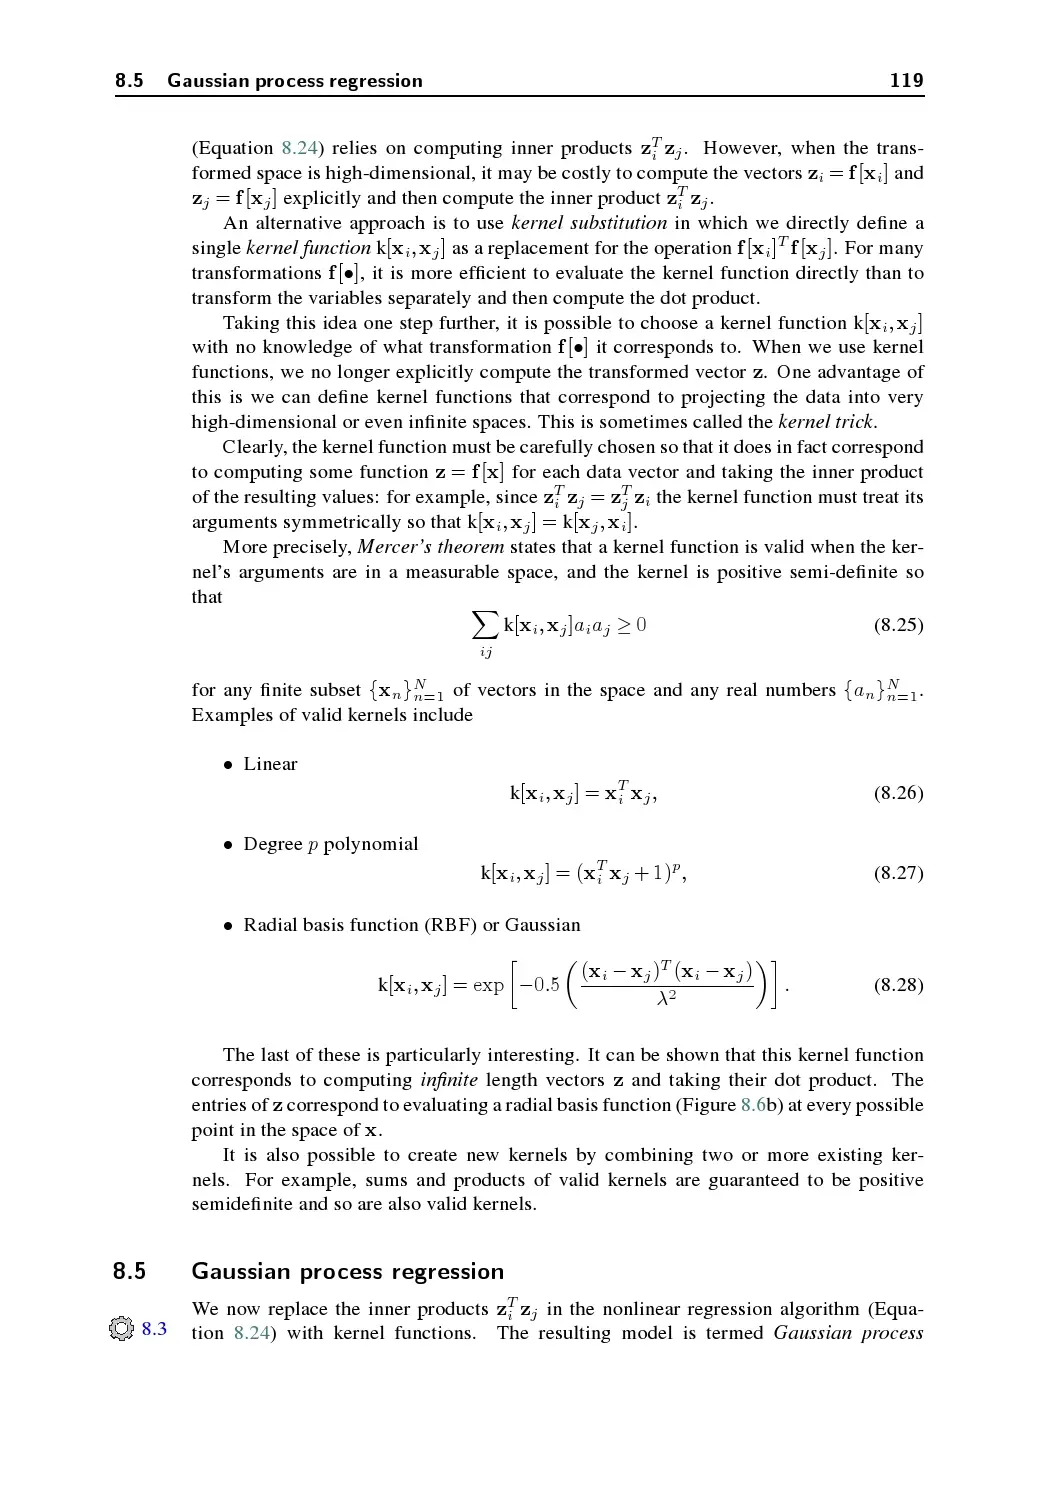 8.5 Gaussian process regression 119
(Equation 8.24) relies on computing inner products $\mathbf{z}_i^T\mathbf{z}_j$. However, when the trans-
formed space is high-dimensional, it may be costly to compute the vectors $\mathbf{z}_i = \mathbf{f}[\mathbf{x}_i]$ and
$\mathbf{z}_j = \mathbf{f}[\mathbf{x}_j]$ explicitly and then compute the inner product $\mathbf{z}_i^T\mathbf{z}_j$.
An alternative approach is to use kernel substitution in which we directly define a
single kernel function $\mathrm{k}[\mathbf{x}_i,\mathbf{x}_j]$ as a replacement for the operation $\mathbf{f}[\mathbf{x}_i]^T\mathbf{f}[\mathbf{x}_j]$. For many
transformations $\mathbf{f}[\bullet]$, it is more efficient to evaluate the kernel function directly than to
transform the variables separately and then compute the dot product.
Taking this idea one step further, it is possible to choose a kernel function $\mathrm{k}[\mathbf{x}_i,\mathbf{x}_j]$
with no knowledge of what transformation $\mathbf{f}[\bullet]$ it corresponds to. When we use kernel
functions, we no longer explicitly compute the transformed vector $\mathbf{z}$. One advantage of
this is we can define kernel functions that correspond to projecting the data into very
high-dimensional or even infinite spaces. This is sometimes called the kernel trick.
Clearly, the kernel function must be carefully chosen so that it does in fact correspond
to computing some function $\mathbf{z} = \mathbf{f}[\mathbf{x}]$ for each data vector and taking the inner product
of the resulting values: for example, since $\mathbf{z}_i^T\mathbf{z}_j = \mathbf{z}_j^T\mathbf{z}_i$ the kernel function must treat its
arguments symmetrically so that $\mathrm{k}[\mathbf{x}_i,\mathbf{x}_j] = \mathrm{k}[\mathbf{x}_j,\mathbf{x}_i]$.
More precisely, Mercer's theorem states that a kernel function is valid when the ker-
nel's arguments are in a measurable space, and the kernel is positive semi-definite so
that
$\sum_{ij} \mathrm{k}[\mathbf{x}_i,\mathbf{x}_j]a_ia_j \geq 0$ (8.25)
for any finite subset $\{\mathbf{x}_n\}_{n=1}^N$ of vectors in the space and any real numbers $\{a_n\}_{n=1}^N$.
Examples of valid kernels include
• Linear
$\mathrm{k}[\mathbf{x}_i,\mathbf{x}_j] = \mathbf{x}_i^T\mathbf{x}_j,$ (8.26)
• Degree $p$ polynomial
$\mathrm{k}[\mathbf{x}_i,\mathbf{x}_j] = (\mathbf{x}_i^T\mathbf{x}_j+1)^p,$ (8.27)
• Radial basis function (RBF) or Gaussian
$\mathrm{k}[\mathbf{x}_i,\mathbf{x}_j] = \exp\left[-0.5\left(\frac{(\mathbf{x}_i-\mathbf{x}_j)^T(\mathbf{x}_i-\mathbf{x}_j)}{\lambda^2}\right)\right].$ (8.28)
The last of these is particularly interesting. It can be shown that this kernel function
corresponds to computing infinite length vectors $\mathbf{z}$ and taking their dot product. The
entries of $\mathbf{z}$ correspond to evaluating a radial basis function (Figure 8.6b) at every possible
point in the space of $\mathbf{x}$.
It is also possible to create new kernels by combining two or more existing ker-
nels. For example, sums and products of valid kernels are guaranteed to be positive
semidefinite and so are also valid kernels.
8.5 Gaussian process regression
We now replace the inner products $\mathbf{z}_i^T\mathbf{z}_j$ in the nonlinear regression algorithm (Equa-
8.3 tion 8.24) with kernel functions. The resulting model is termed Gaussian process